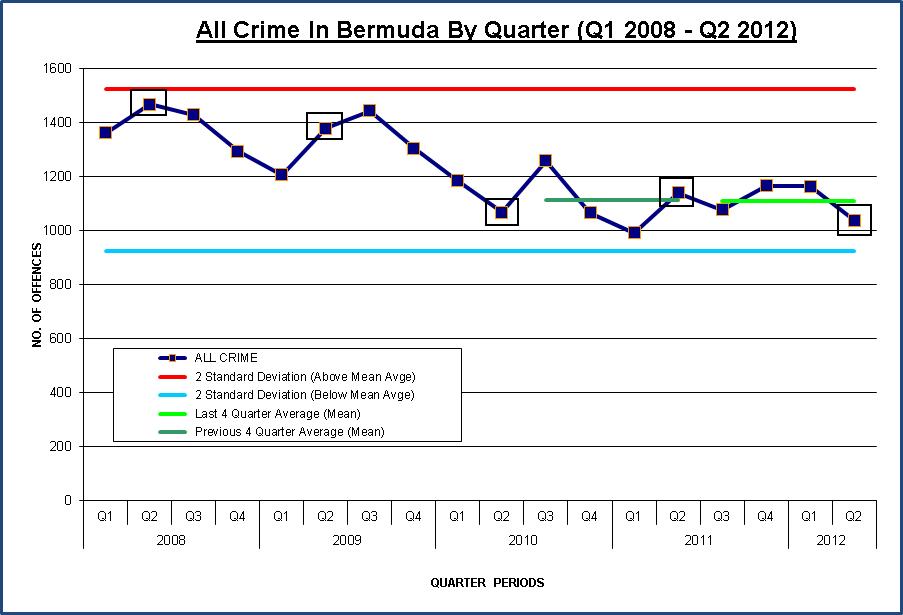 All Crime In Bermuda By Quarter (Q1 2008 - Q2 2012)
1600
1400
1200
1000
800
600
400
200
0
NO. OF OFFENCES
ALL CRIME
2 Standard Deviation (Above Mean Avge)
2 Standard Deviation (Below Mean Avge)
Last 4 Quarter Average (Mean)
Previous 4 Quarter Average (Mean)
Q1 Q2 Q3 Q4 Q1 Q2 Q3 Q4 Q1 Q2 Q3 Q4 Q1 Q2 Q3 Q4 Q1 Q2
2008 2009 2010 2011 2012
QUARTER PERIODS